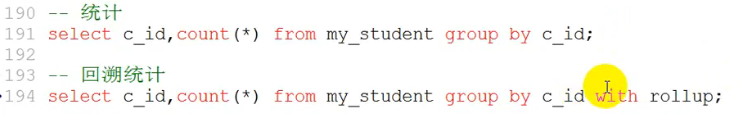 190 -- 统计
191 select c_id,count(*) from my_student group by c_id;
192
193 -- 回溯统计
194 select c_id,count(*) from my_student group by c_id with rollup;